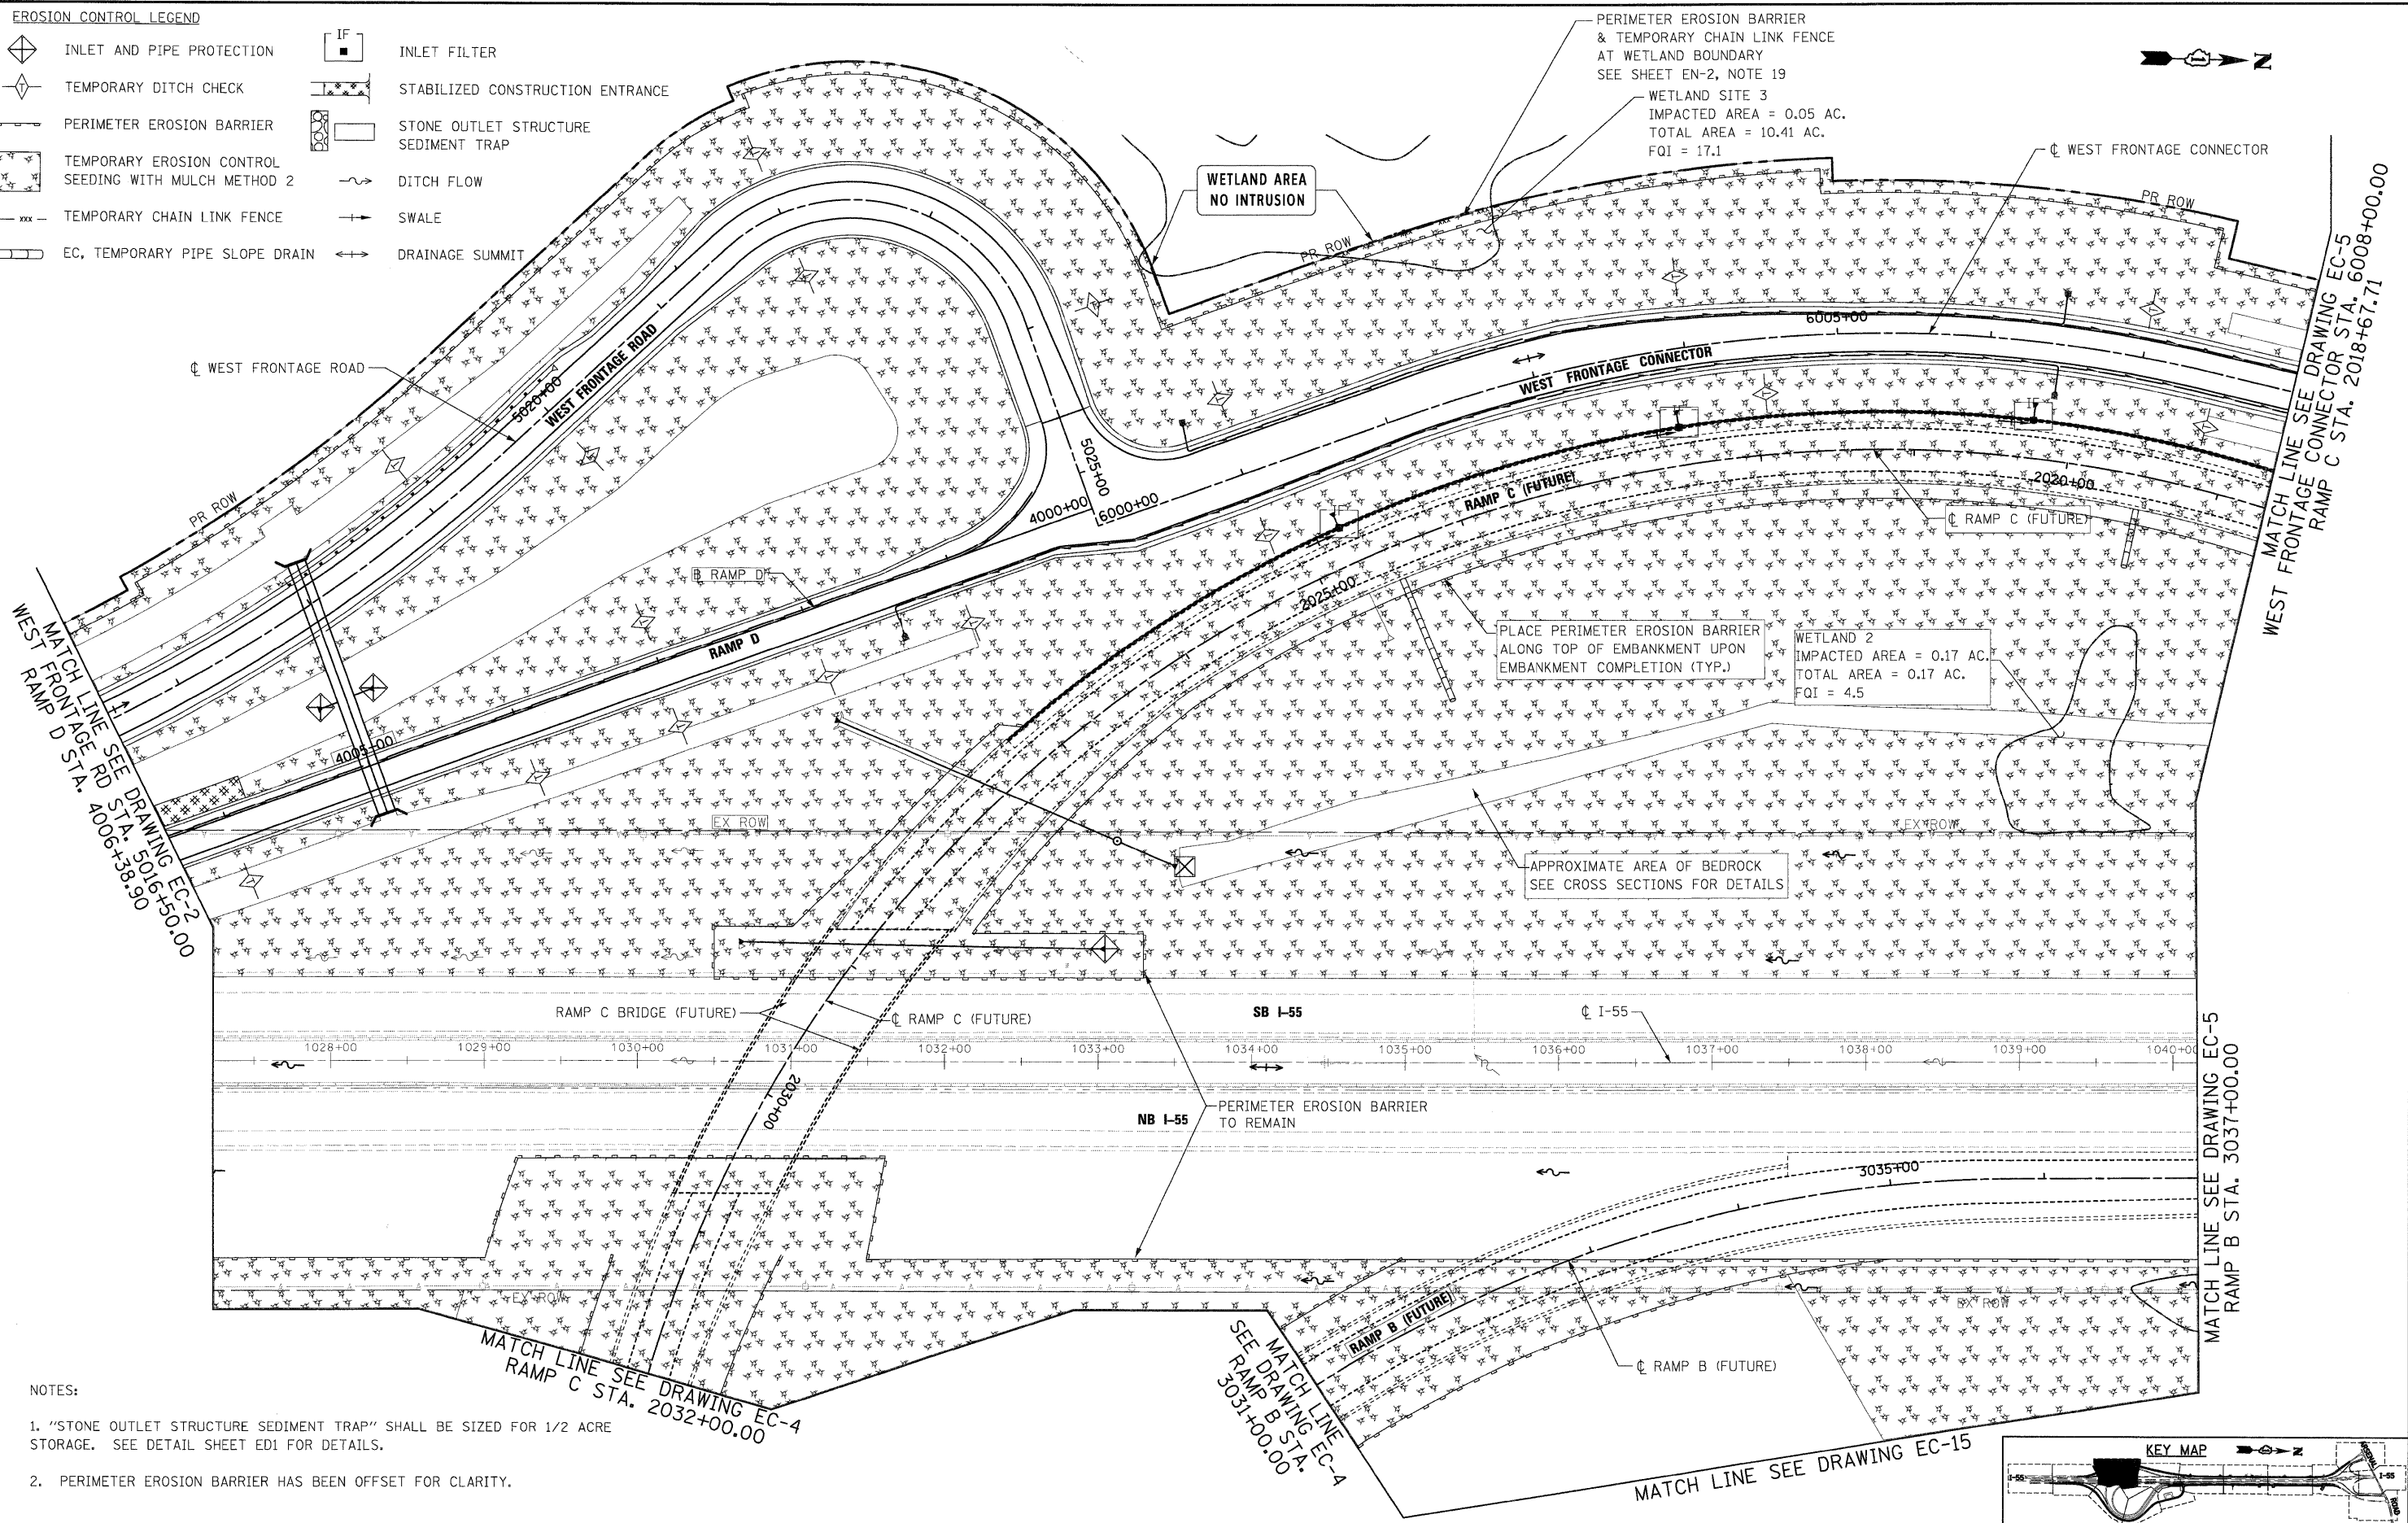 EROSION CONTROL LEGEND
INLET AND PIPE PROTECTION
TEMPORARY DITCH CHECK
PERIMETER EROSION BARRIER
TEMPORARY EROSION CONTROL
SEEDING WITH MULCH METHOD 2
xxx
TEMPORARY CHAIN LINK FENCE
EC, TEMPORARY PIPE SLOPE DRAIN
IF
INLET FILTER
STABILIZED CONSTRUCTION ENTRANCE
STONE OUTLET STRUCTURE
SEDIMENT TRAP
DITCH FLOW
SWALE
DRAINAGE SUMMIT
PERIMETER EROSION BARRIER
& TEMPORARY CHAIN LINK FENCE
AT WETLAND BOUNDARY
SEE SHEET EN-2, NOTE 19
WETLAND SITE 3
IMPACTED AREA = 0.05 AC.
TOTAL AREA = 10.41 AC.
FQI = 17.1
N
℄ WEST FRONTAGE CONNECTOR
WETLAND AREA
NO INTRUSION
PR ROW
PR ROW
PR ROW
MATCH LINE SEE DRAWING EC-5
WEST FRONTAGE CONNECTOR STA. 6008+00.00
RAMP C STA. 2018+67.71
℄ WEST FRONTAGE ROAD
5020+00
WEST FRONTAGE ROAD
5025+00
4000+00
6000+00
6005+00
WEST FRONTAGE CONNECTOR
RAMP C (FUTURE)
2020+00
℄ RAMP C (FUTURE)
2025+00
B RAMP D
RAMP D
4005+00
MATCH LINE SEE DRAWING EC-2
WEST FRONTAGE RD STA. 5016+50.00
RAMP D STA. 4006+38.90
PLACE PERIMETER EROSION BARRIER
ALONG TOP OF EMBANKMENT UPON
EMBANKMENT COMPLETION (TYP.)
WETLAND 2
IMPACTED AREA = 0.17 AC.
TOTAL AREA = 0.17 AC.
FQI = 4.5
EX ROW
EX ROW
APPROXIMATE AREA OF BEDROCK
SEE CROSS SECTIONS FOR DETAILS
RAMP C BRIDGE (FUTURE)
℄ RAMP C (FUTURE)
SB I-55
℄ I-55
1028+00
1029+00
1030+00
1031+00
1032+00
1033+00
1034+00
1035+00
1036+00
1037+00
1038+00
1039+00
1040+00
2030+00
NB I-55
PERIMETER EROSION BARRIER
TO REMAIN
3035+00
MATCH LINE SEE DRAWING EC-5
RAMP B STA. 3037+00.00
EX ROW
EX ROW
RAMP B (FUTURE)
℄ RAMP B (FUTURE)
MATCH LINE SEE DRAWING EC-4
RAMP C STA. 2032+00.00
MATCH LINE
SEE DRAWING EC-4
RAMP B STA.
3031+00.00
MATCH LINE SEE DRAWING EC-15
NOTES:
1. "STONE OUTLET STRUCTURE SEDIMENT TRAP" SHALL BE SIZED FOR 1/2 ACRE
STORAGE. SEE DETAIL SHEET ED1 FOR DETAILS.
2. PERIMETER EROSION BARRIER HAS BEEN OFFSET FOR CLARITY.
KEY MAP
N
I-55
I-55
ARSENAL
ROAD